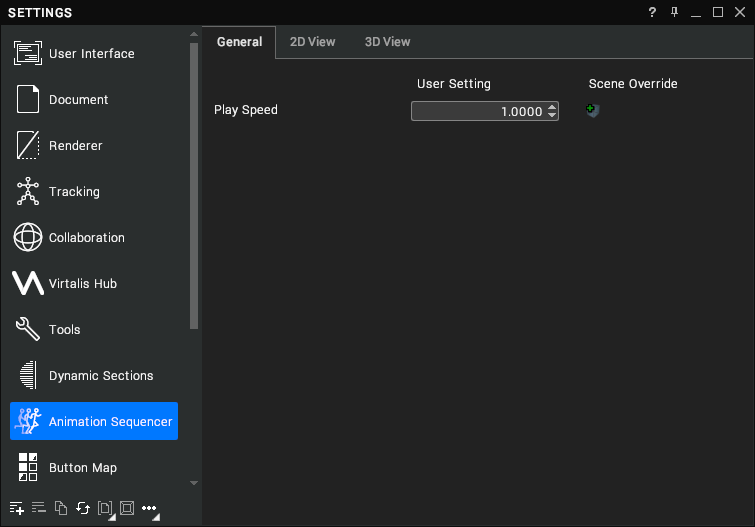 SETTINGS
?
User Interface
Document
Renderer
Tracking
Collaboration
Virtalis Hub
Tools
Dynamic Sections
Animation Sequencer
Button Map
General 2D View 3D View
User Setting Scene Override
Play Speed 1.0000